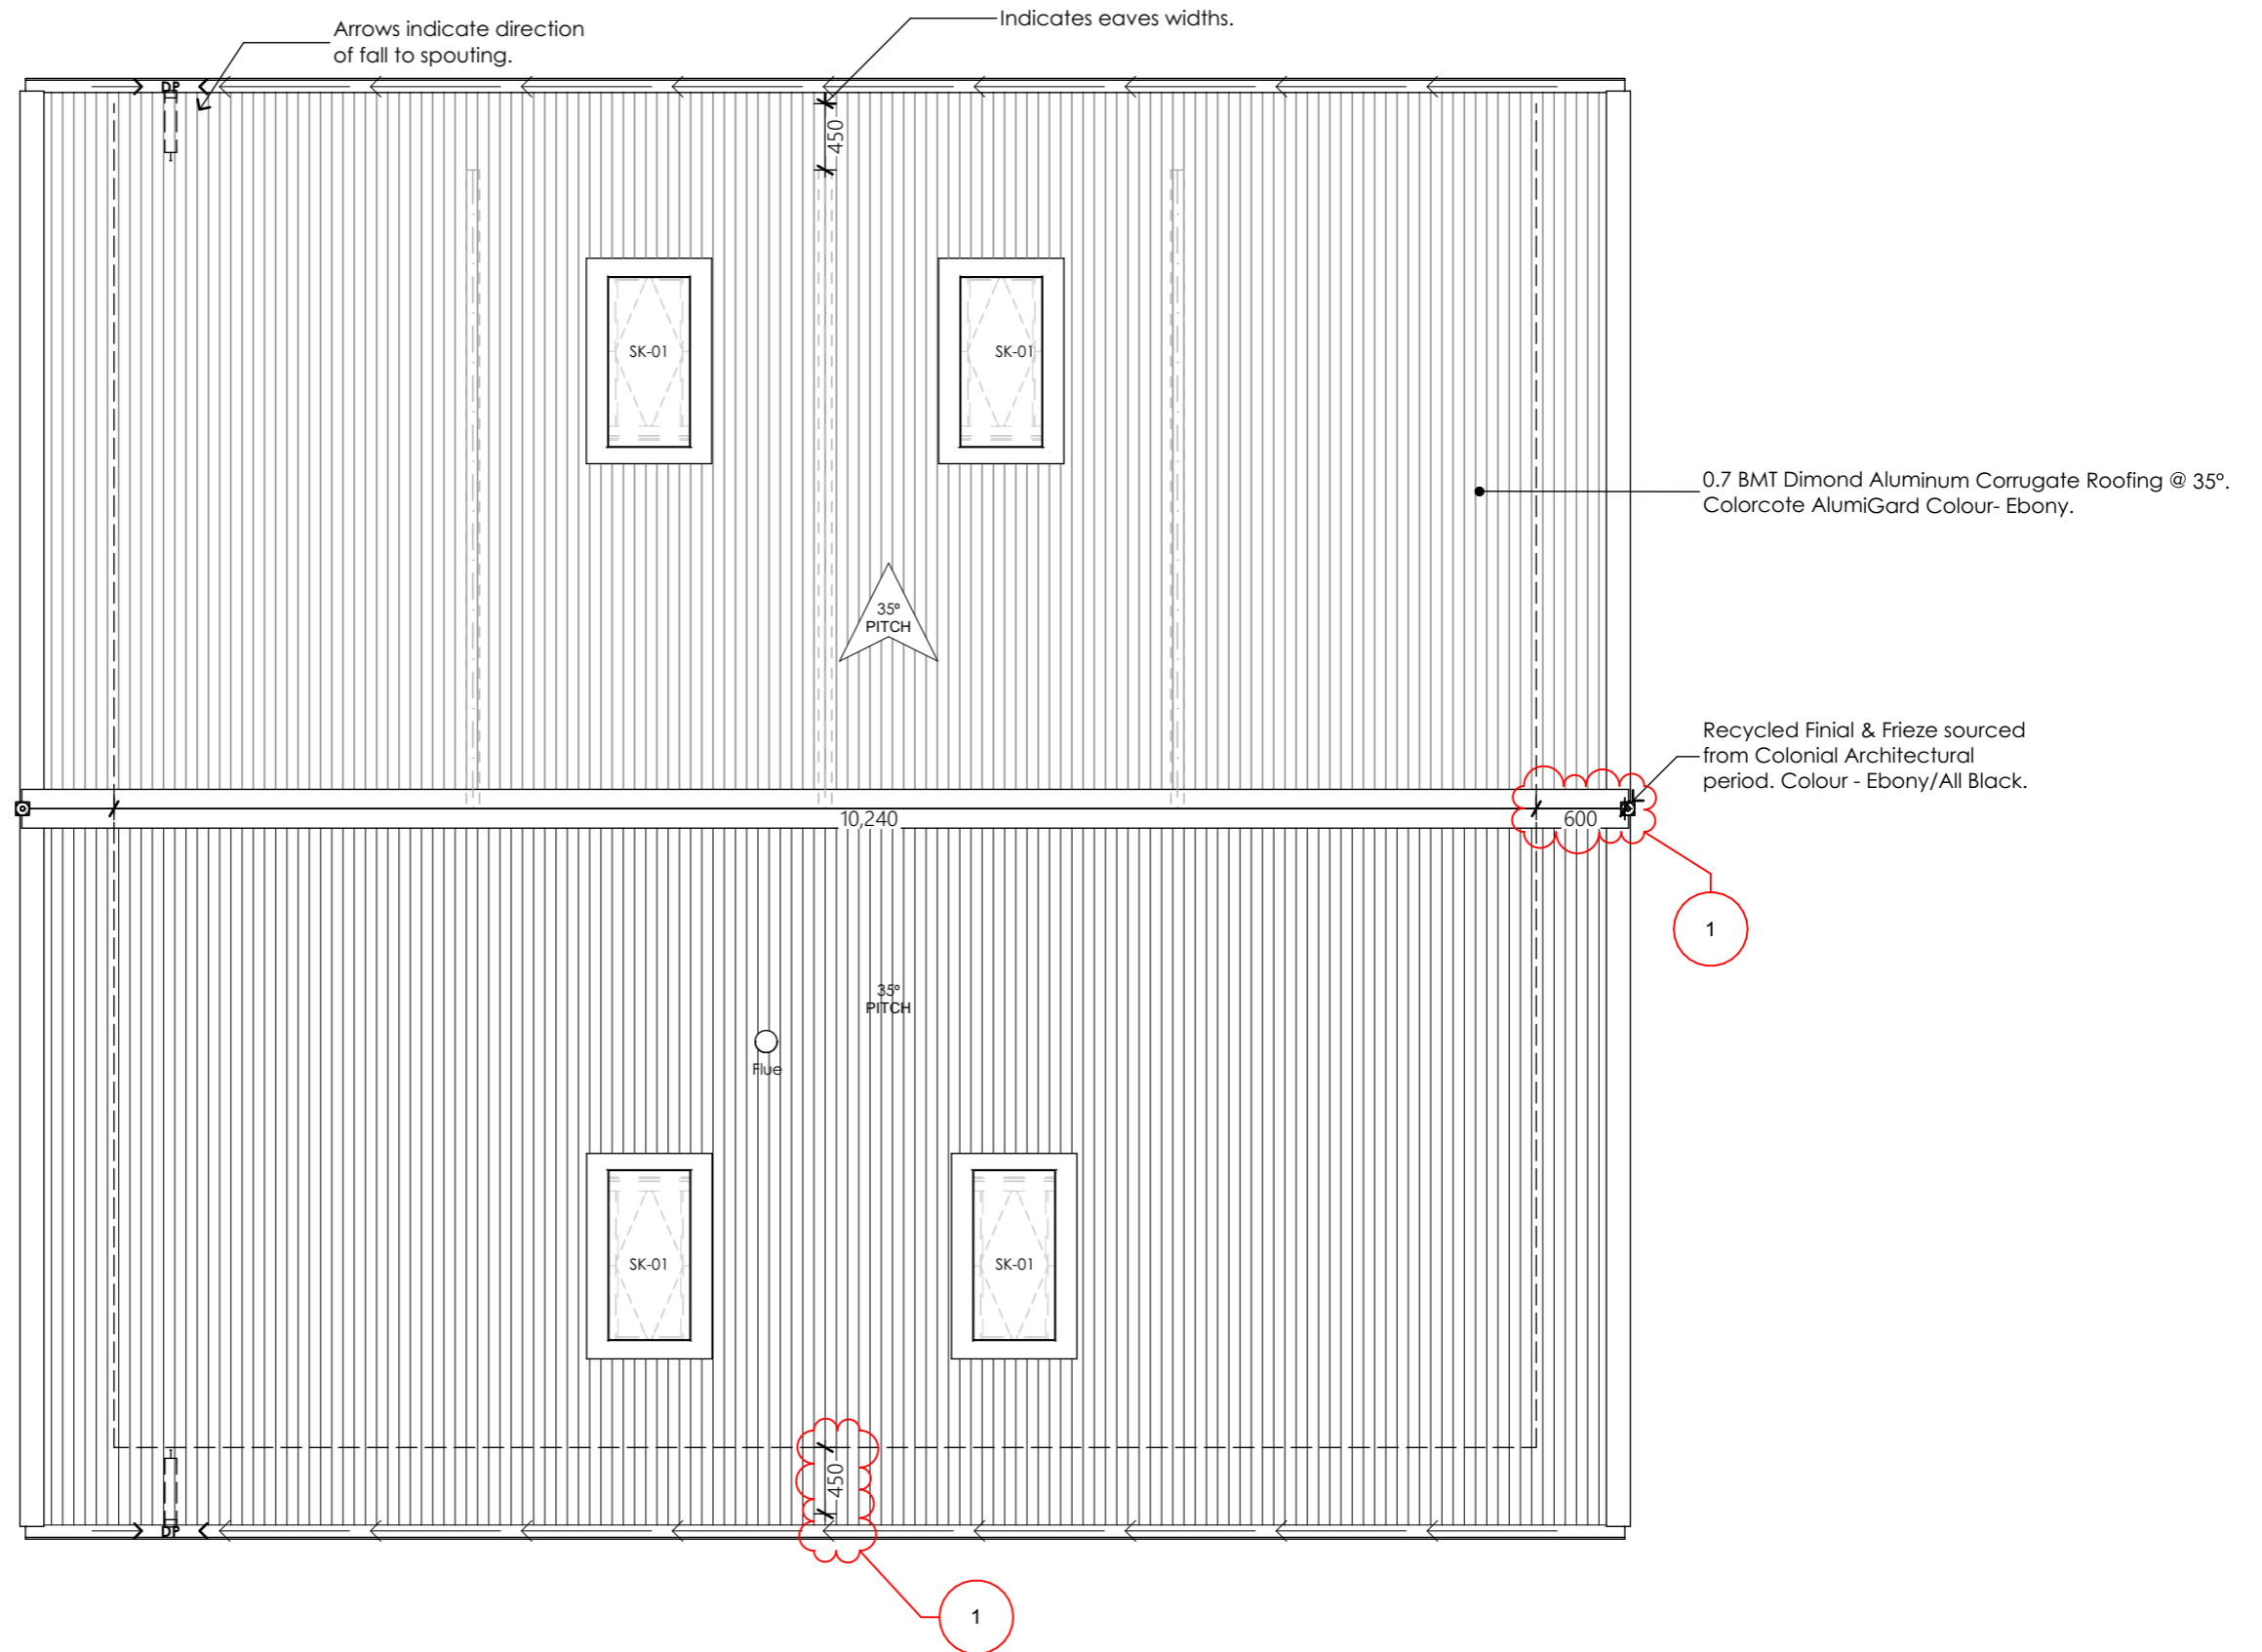 Indicates eaves widths.
Arrows indicate direction
of fall to spouting.
DP
450
SK-01
SK-01
0.7 BMT Dimond Aluminum Corrugate Roofing @ 35°.
Colorcote AlumiGard Colour- Ebony.
35°
PITCH
Recycled Finial & Frieze sourced
from Colonial Architectural
period. Colour - Ebony/All Black.
10,240
600
1
35°
PITCH
Flue
SK-01
SK-01
450
DP
1